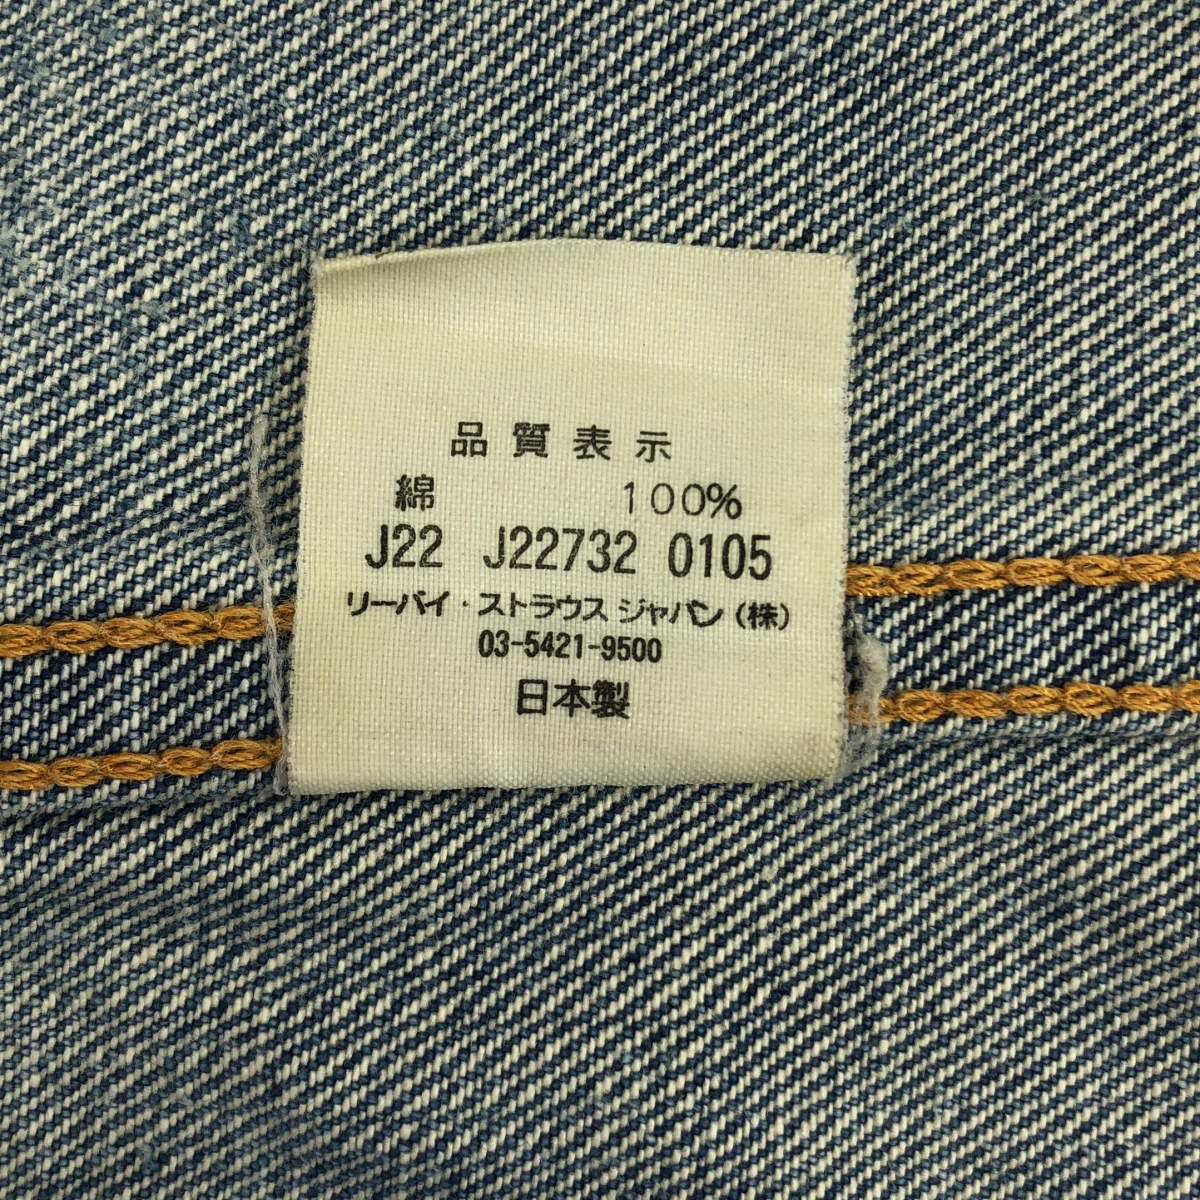 品質表示
綿 100%
J22 J22732 0105
リーバイ・ストラウス ジャパン(株)
03-5421-9500
日本製